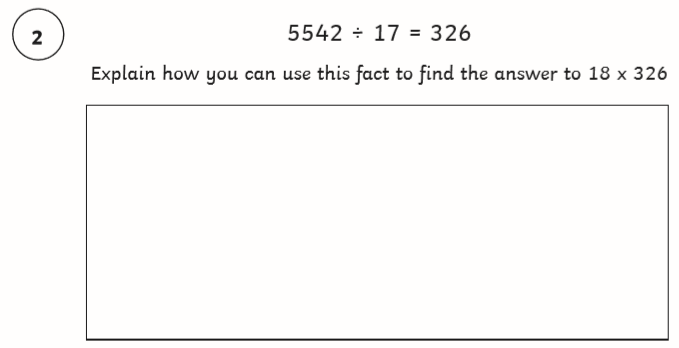 2
5542 ÷ 17 = 326
Explain how you can use this fact to find the answer to 18 x 326